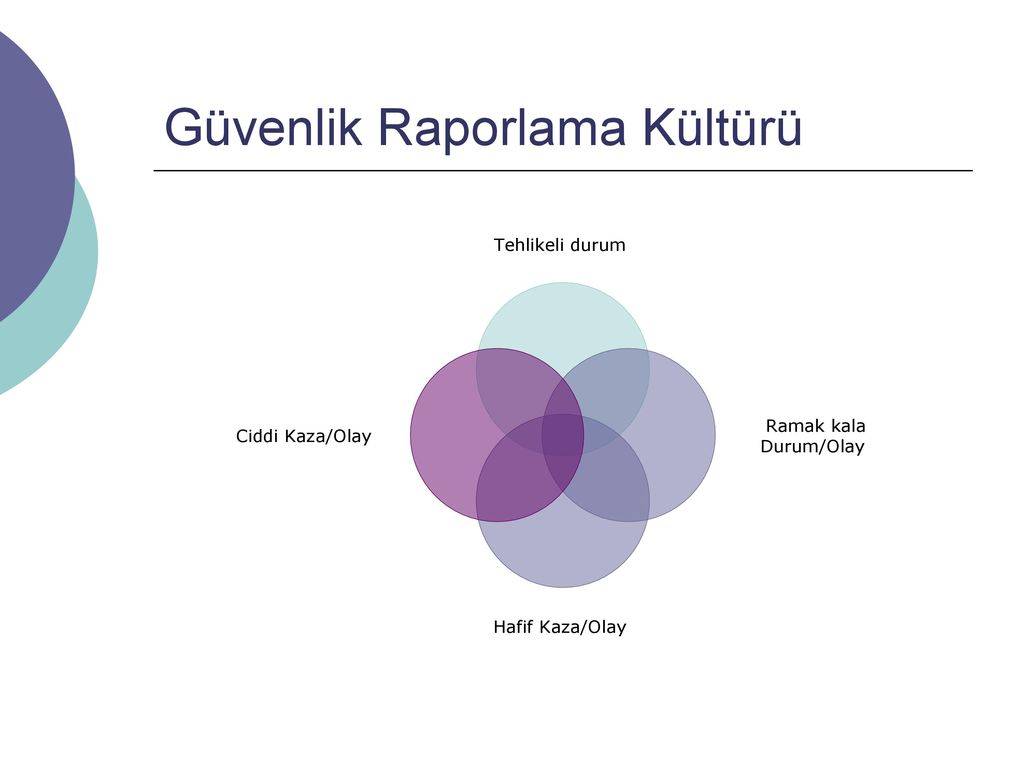 Güvenlik Raporlama Kültürü
Tehlikeli durum
Ciddi Kaza/Olay
Ramak kala
Durum/Olay
Hafif Kaza/Olay